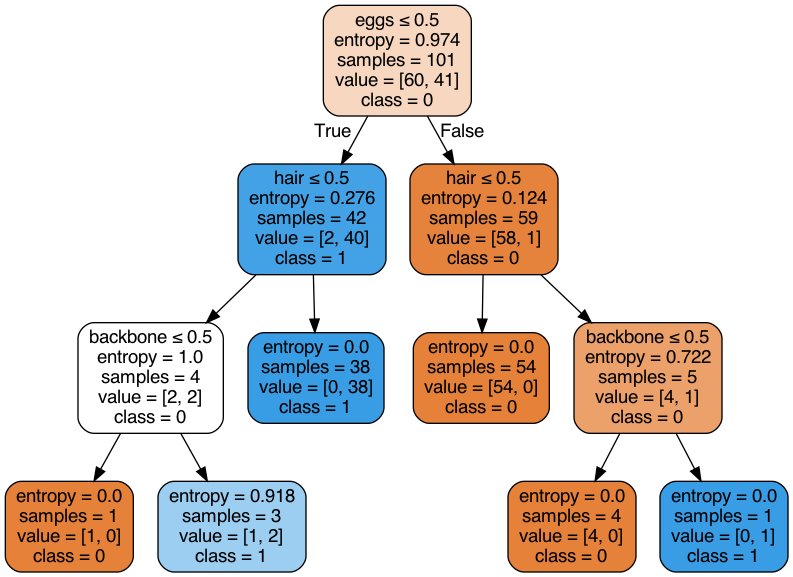 eggs ≤ 0.5
entropy = 0.974
samples = 101
value = [60, 41]
class = 0
True
False
hair ≤ 0.5
entropy = 0.276
samples = 42
value = [2, 40]
class = 1
hair ≤ 0.5
entropy = 0.124
samples = 59
value = [58, 1]
class = 0
backbone ≤ 0.5
entropy = 1.0
samples = 4
value = [2, 2]
class = 0
entropy = 0.0
samples = 38
value = [0, 38]
class = 1
entropy = 0.0
samples = 54
value = [54, 0]
class = 0
backbone ≤ 0.5
entropy = 0.722
samples = 5
value = [4, 1]
class = 0
entropy = 0.0
samples = 1
value = [1, 0]
class = 0
entropy = 0.918
samples = 3
value = [1, 2]
class = 1
entropy = 0.0
samples = 4
value = [4, 0]
class = 0
entropy = 0.0
samples = 1
value = [0, 1]
class = 1